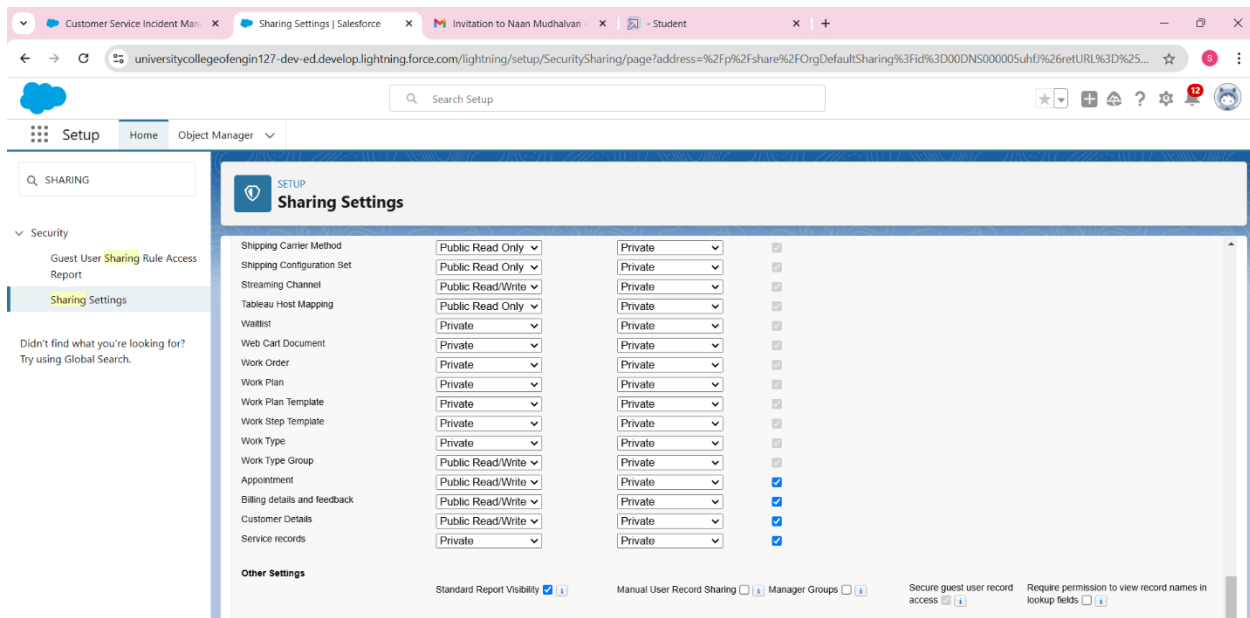 Customer Service Incident Man
Sharing Settings | Salesforce
Invitation to Naan Mudhalvan -
- Student
universitycollegeofengin127-dev-ed.develop.lightning.force.com/lightning/setup/SecuritySharing/page?address=%2Fp%2Fshare%2FOrgDefaultSharing%3Fid%3D00DNS000005uhfJ%26retURL%3D%25...
S
Search Setup
12
Setup Home Object Manager
SHARING
SETUP
Sharing Settings
Security
Guest User Sharing Rule Access
Report
Sharing Settings
Didn't find what you're looking for?
Try using Global Search.
Shipping Carrier Method Public Read Only Private
Shipping Configuration Set Public Read Only Private
Streaming Channel Public Read/Write Private
Tableau Host Mapping Public Read Only Private
Waitlist Private Private
Web Cart Document Private Private
Work Order Private Private
Work Plan Private Private
Work Plan Template Private Private
Work Step Template Private Private
Work Type Private Private
Work Type Group Public Read/Write Private
Appointment Public Read/Write Private
Billing details and feedback Public Read/Write Private
Customer Details Public Read/Write Private
Service records Private Private
Other Settings
Standard Report Visibility
Manual User Record Sharing
Manager Groups
Secure guest user record
access
Require permission to view record names in
lookup fields